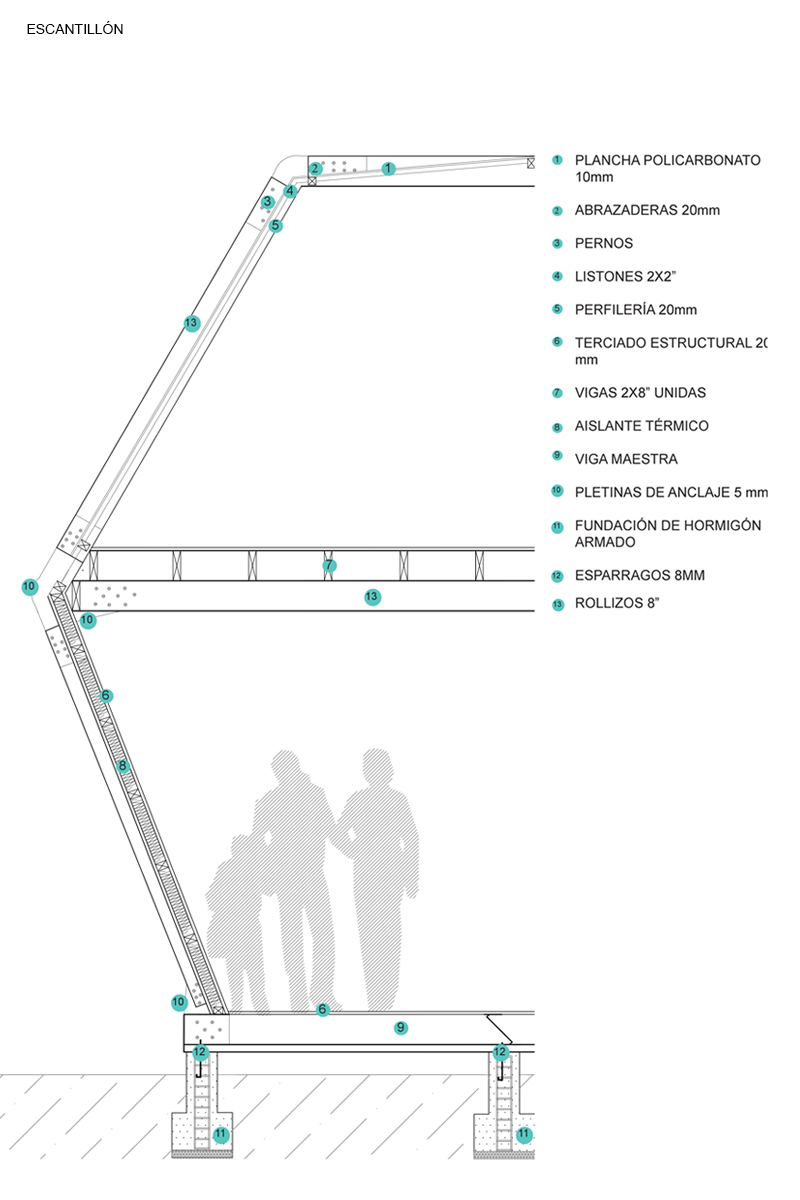 ESCANTILLÓN
1 PLANCHA POLICARBONATO
10mm
2 ABRAZADERAS 20mm
3 PERNOS
4 LISTONES 2X2”
5 PERFILERÍA 20mm
6 TERCIADO ESTRUCTURAL 20
mm
7 VIGAS 2X8” UNIDAS
8 AISLANTE TÉRMICO
9 VIGA MAESTRA
10 PLETINAS DE ANCLAJE 5 mm
11 FUNDACIÓN DE HORMIGÓN
ARMADO
12 ESPARRAGOS 8MM
13 ROLLIZOS 8”
2
1
4
3
5
13
7
10
13
10
6
8
10
6
9
12
12
11
11